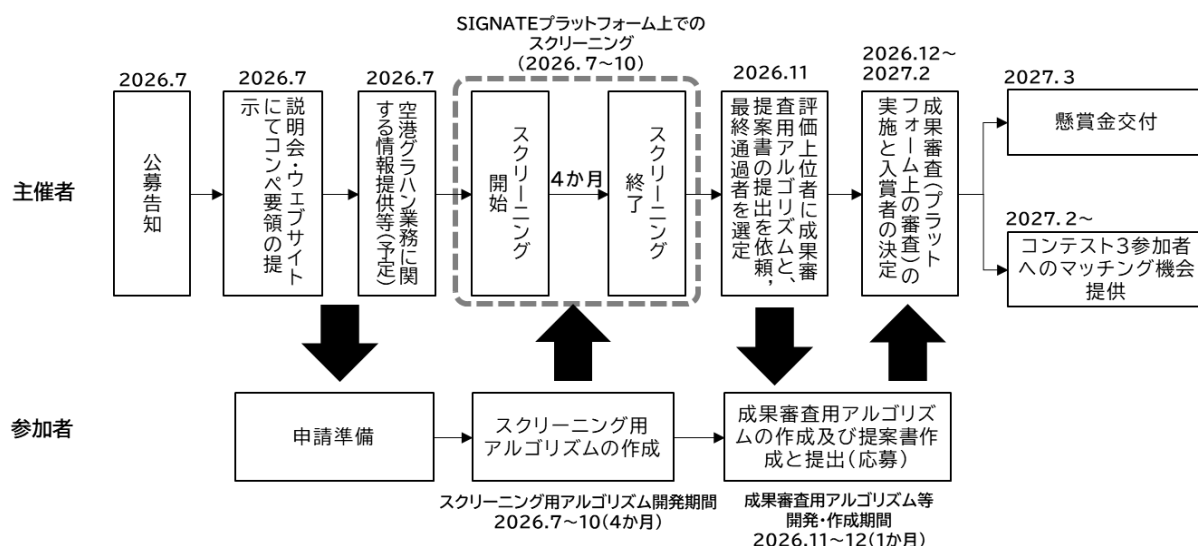 SIGNATEプラットフォーム上での
スクリーニング
(2026.7~10)
2026.7
2026.7
2026.7
2026.11
2026.12~
2027.2
2027.3
主催者
公募告知
説明会・ウェブサイト
にてコンペ要領の提
示
空港グラハン業務に関
する情報提供等(予定)
スクリーニング
開始
4か月
スクリーニング
終了
評価上位者に成果審
査用アルゴリズムと、
提案書の提出を依頼,
最終通過者を選定
成果審査(プラット
フォーム上の審査)の
実施と入賞者の決定
懸賞金交付
2027.2~
コンテスト3参加者
へのマッチング機会
提供
参加者
申請準備
スクリーニング用
アルゴリズムの作成
成果審査用アルゴリズ
ムの作成及び提案書作
成と提出(応募)
スクリーニング用アルゴリズム開発期間
2026.7~10(4か月)
成果審査用アルゴリズム等
開発・作成期間
2026.11~12(1か月)